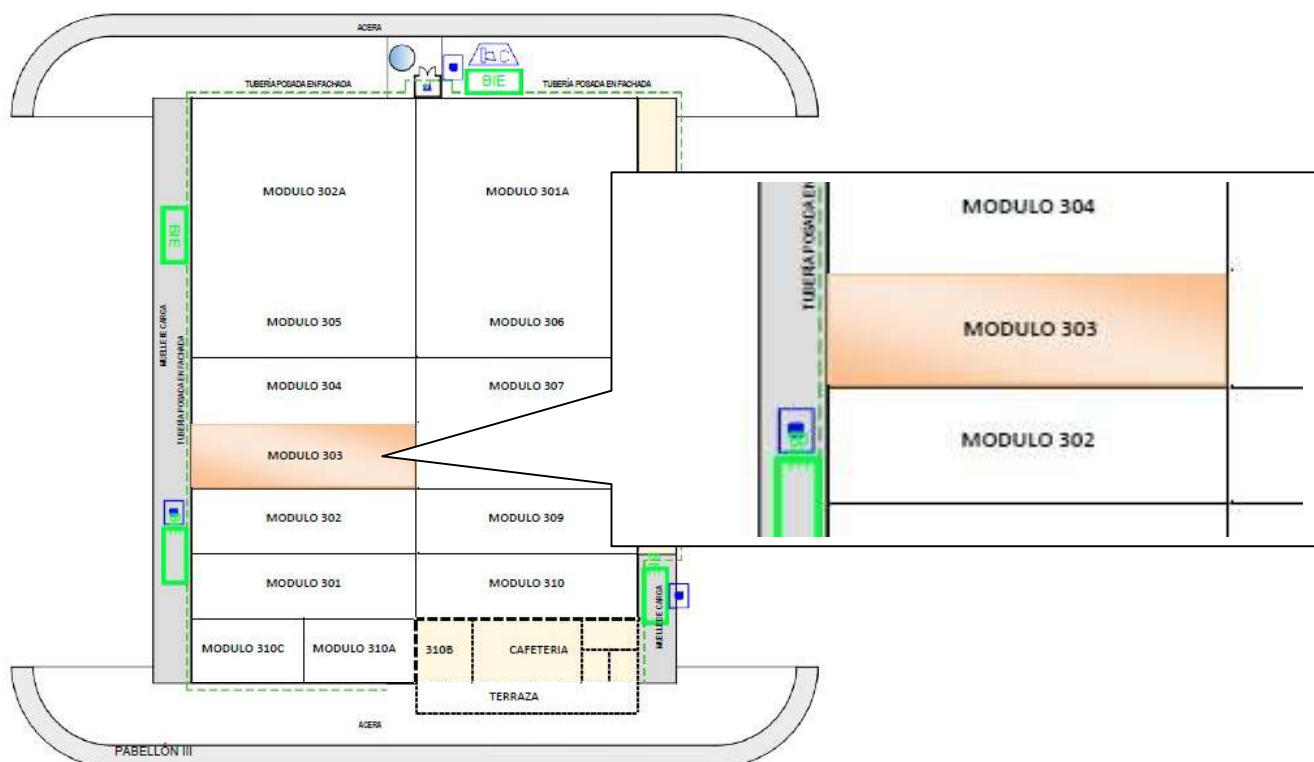 ACERA
TUBERÍA POSADA EN FACHADA
BIE
TUBERÍA POSADA EN FACHADA
MODULO 302A
MODULO 301A
BIE
MUELLE DE CARGA
TUBERÍA POSADA EN FACHADA
MODULO 305
MODULO 306
MODULO 304
MODULO 307
MODULO 303
MODULO 302
MODULO 309
MODULO 301
MODULO 310
MUELLE DE CARGA
MODULO 310C
MODULO 310A
310B
CAFETERIA
TERRAZA
ACERA
PABELLÓN III
TUBERÍA POSADA EN
MODULO 304
MODULO 303
MODULO 302